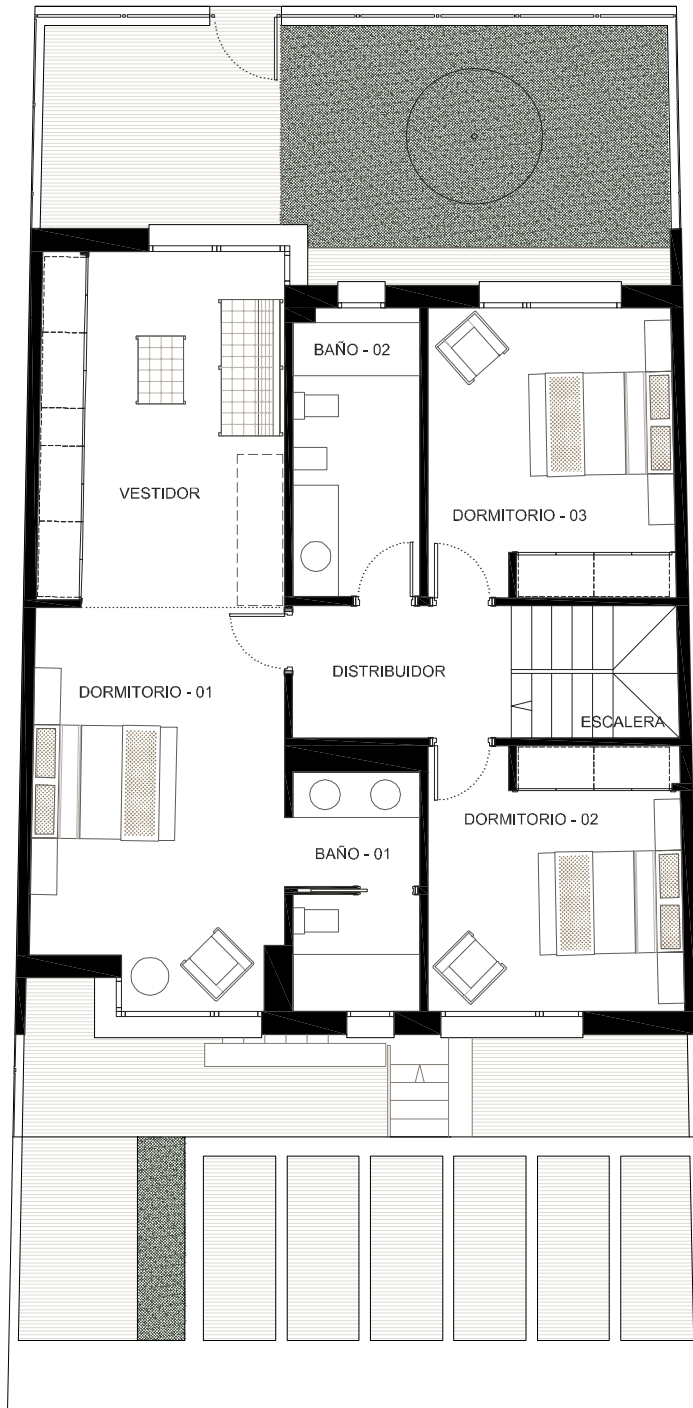 BAÑO - 02
VESTIDOR
DORMITORIO - 03
DORMITORIO - 01
DISTRIBUIDOR
ESCALERA
DORMITORIO - 02
BAÑO - 01